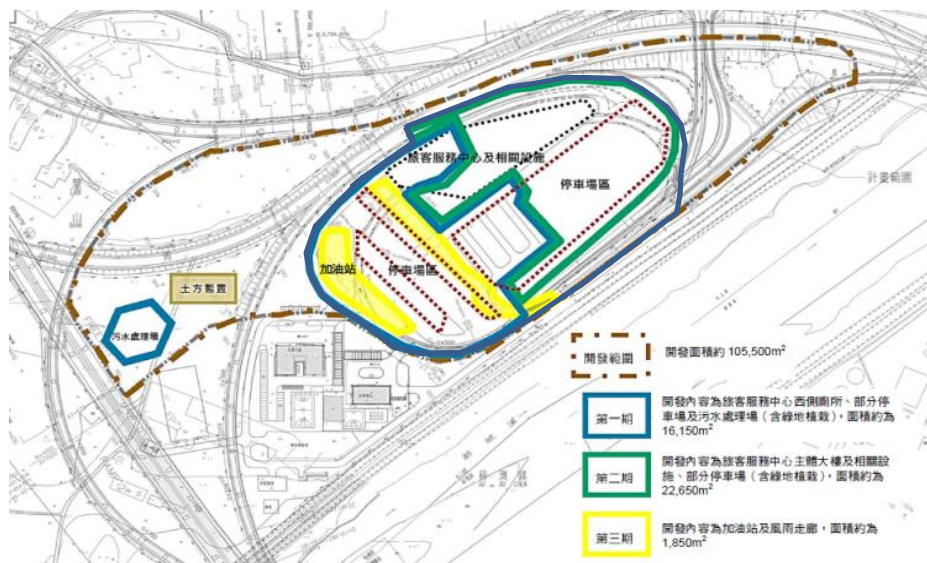 旅客服務中心及相關設施
停車場區
計畫範圍
加油站
停車場區
土方暫置
污水處理場
開發範圍
開發面積約 105,500m²
第一期
開發內容為旅客服務中心西側廁所、部分停
車場及污水處理場（含綠地植栽），面積約為
16,150m²
第二期
開發內容為旅客服務中心主體大樓及相關設
施、部分停車場（含綠地植栽），面積約為
22,650m²
第三期
開發內容為加油站及風雨走廊，面積約為
1,850m²